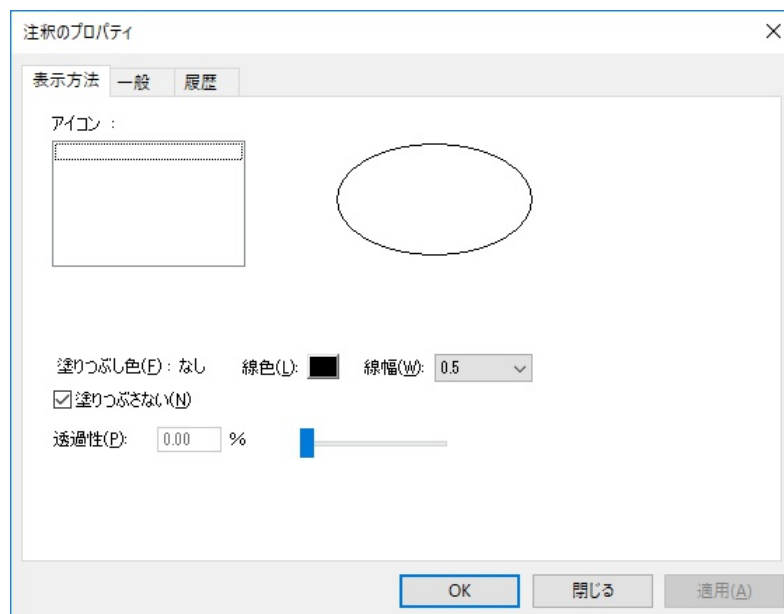 注釈のプロパティ
表示方法 一般 履歴
アイコン :
塗りつぶし色(F) : なし 線色(L): 線幅(W): 0.5
塗りつぶさない(N)
透過性(P): 0.00 %
OK 閉じる 適用(A)